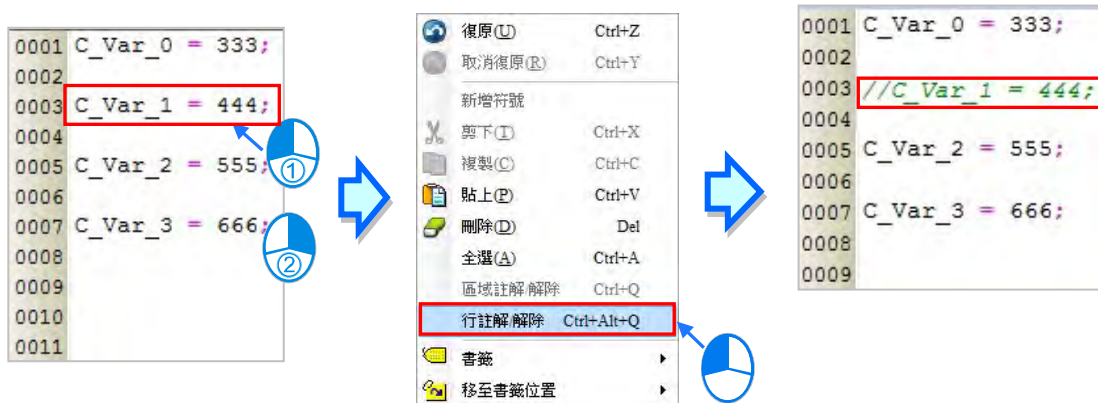 0001 C_Var_0 = 333;
0002
0003 C_Var_1 = 444;
0004
0005 C_Var_2 = 555;
0006
0007 C_Var_3 = 666;
0008
0009
0010
0011
①
②
復原(U) Ctrl+Z
取消復原(R) Ctrl+Y
新增符號
剪下(T) Ctrl+X
複製(C) Ctrl+C
貼上(P) Ctrl+V
刪除(D) Del
全選(A) Ctrl+A
區域註解/解除 Ctrl+Q
行註解/解除 Ctrl+Alt+Q
書籤
移至書籤位置
0001 C_Var_0 = 333;
0002
0003 //C_Var_1 = 444;
0004
0005 C_Var_2 = 555;
0006
0007 C_Var_3 = 666;
0008
0009